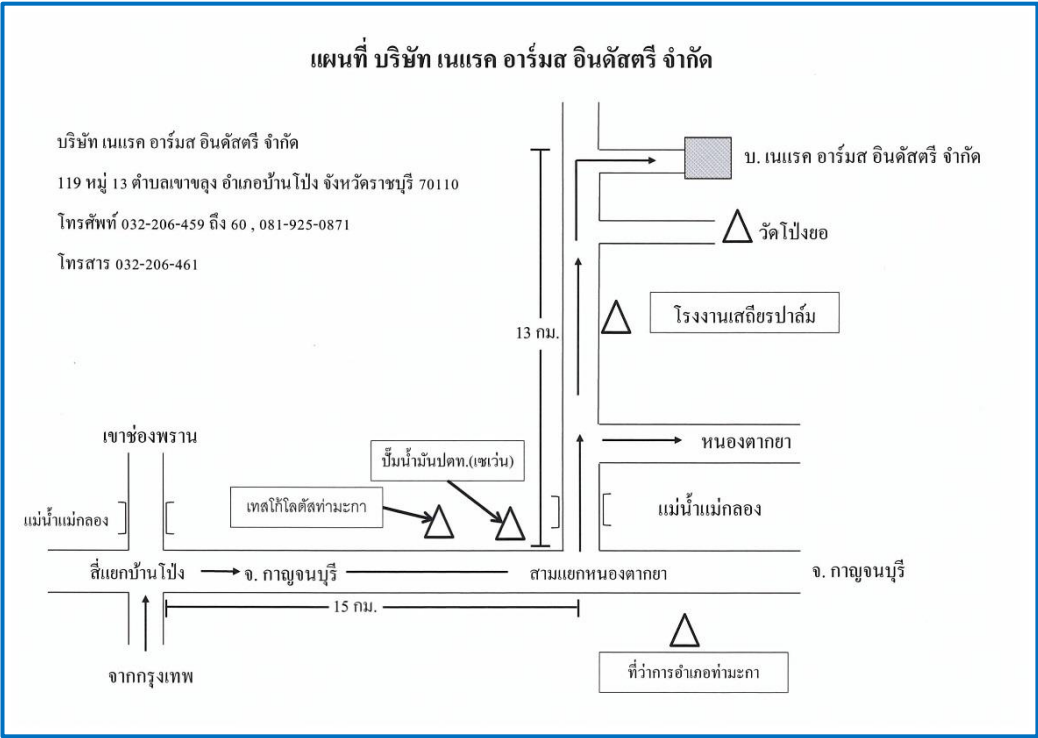 แผนที่ บริษัท เนแรค อาร์มส อินดัสตรี จำกัด
บริษัท เนแรค อาร์มส อินดัสตรี จำกัด
119 หมู่ 13 ตำบลเขาขลุง อำเภอบ้านโป่ง จังหวัดราชบุรี 70110
โทรศัพท์ 032-206-459 ถึง 60 , 081-925-0871
โทรสาร 032-206-461
บ. เนแรค อาร์มส อินดัสตรี จำกัด
วัดโป่งยอ
โรงงานเสถียรปาล์ม
13 กม.
เขาช่องพราน
หนองตากยา
ปั๊มน้ำมันปตท.(เซเว่น)
เทสโก้โลตัสท่ามะกา
แม่น้ำแม่กลอง
แม่น้ำแม่กลอง
สี่แยกบ้านโป่ง
จ. กาญจนบุรี
สามแยกหนองตากยา
จ. กาญจนบุรี
15 กม.
จากกรุงเทพ
ที่ว่าการอำเภอท่ามะกา